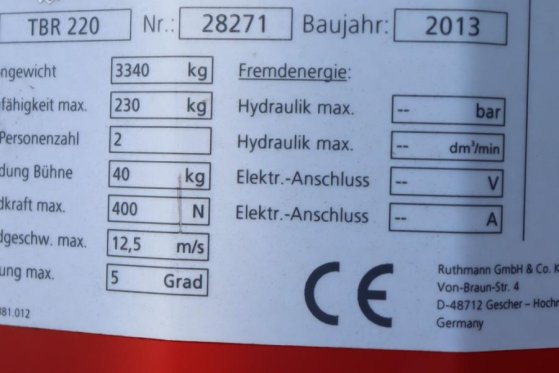 TBR 220 Nr.: 28271 Baujahr: 2013
ngewicht 3340 kg Fremdenergie:
fähigkeit max. 230 kg Hydraulik max. -- bar
Personenzahl 2 Hydraulik max. -- dm³/min
dung Bühne 40 kg Elektr.-Anschluss -- V
dkraft max. 400 N Elektr.-Anschluss -- A
dgeschw. max. 12,5 m/s
ung max. 5 Grad
CE
Ruthmann GmbH & Co. K
Von-Braun-Str. 4
D-48712 Gescher - Hochm
Germany
881.012